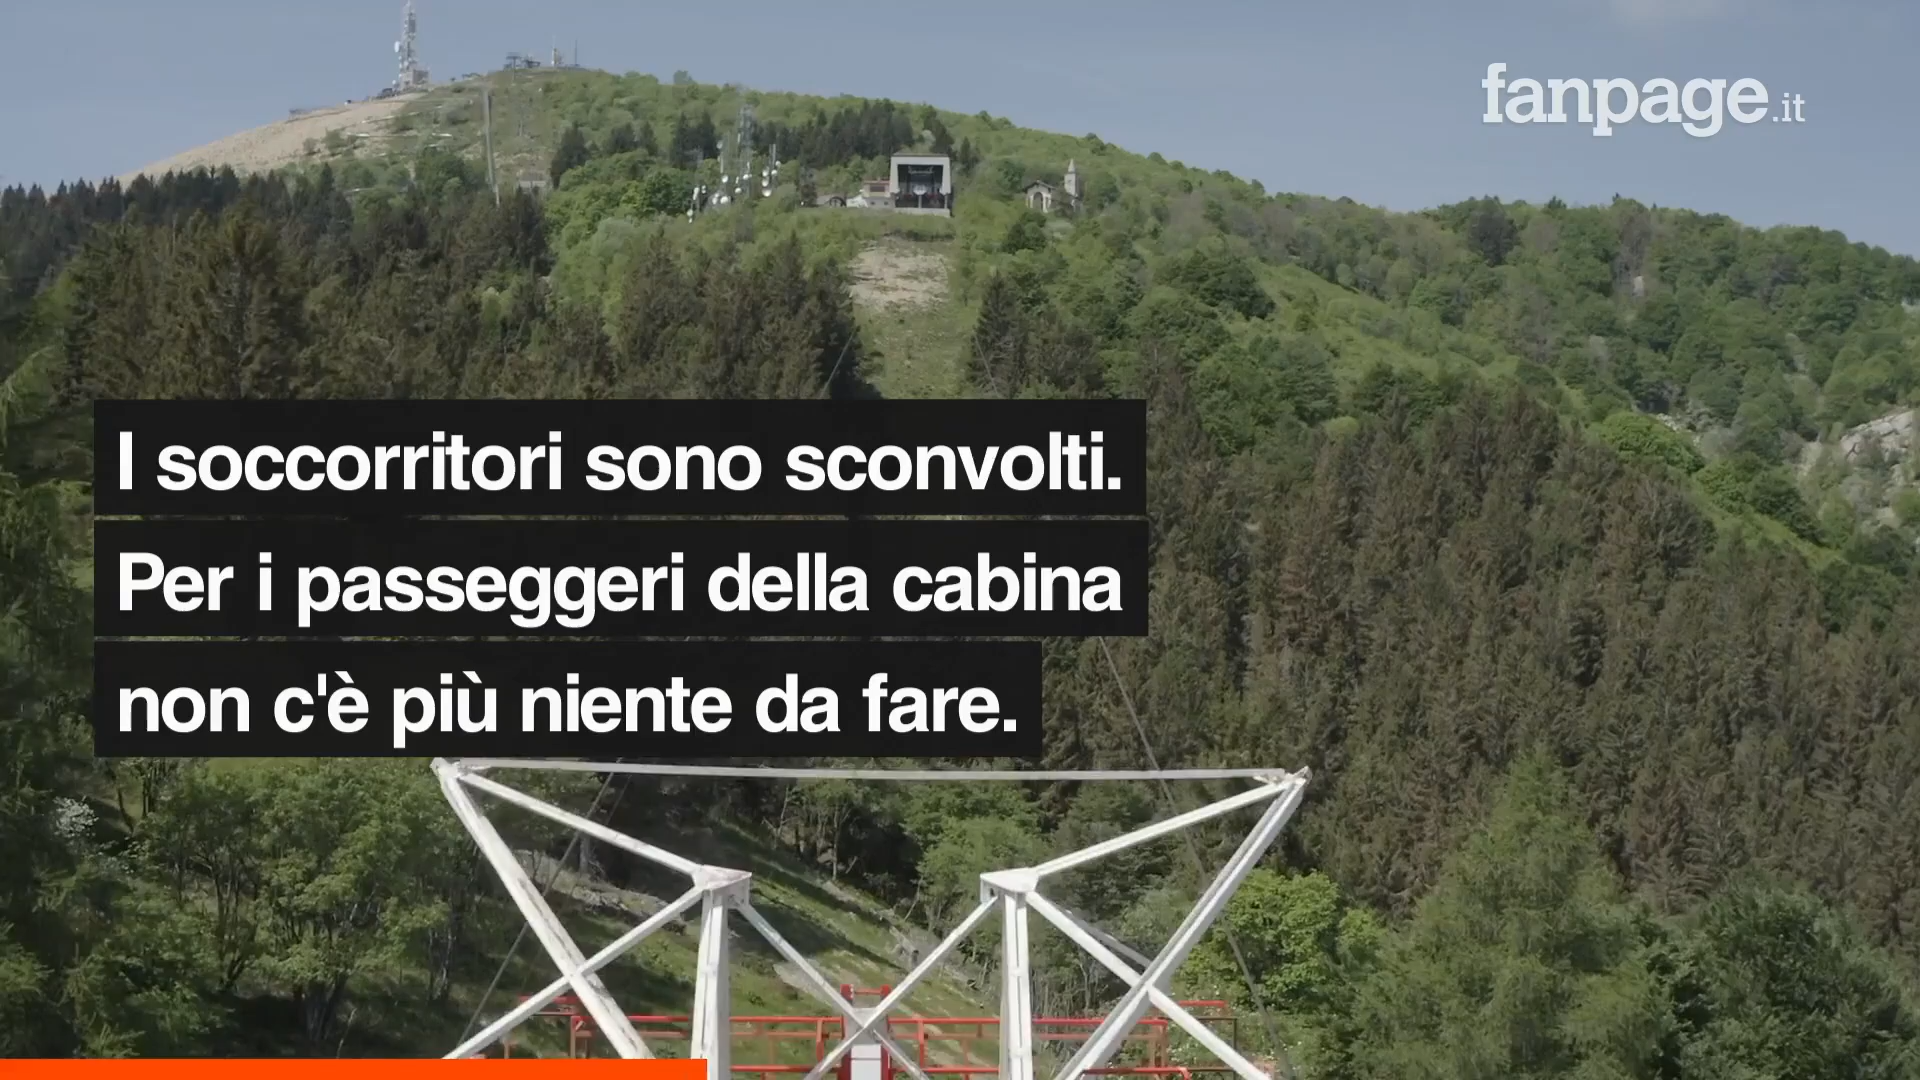 fanpage.it
I soccorritori sono sconvolti.
Per i passeggeri della cabina
non c'è più niente da fare.